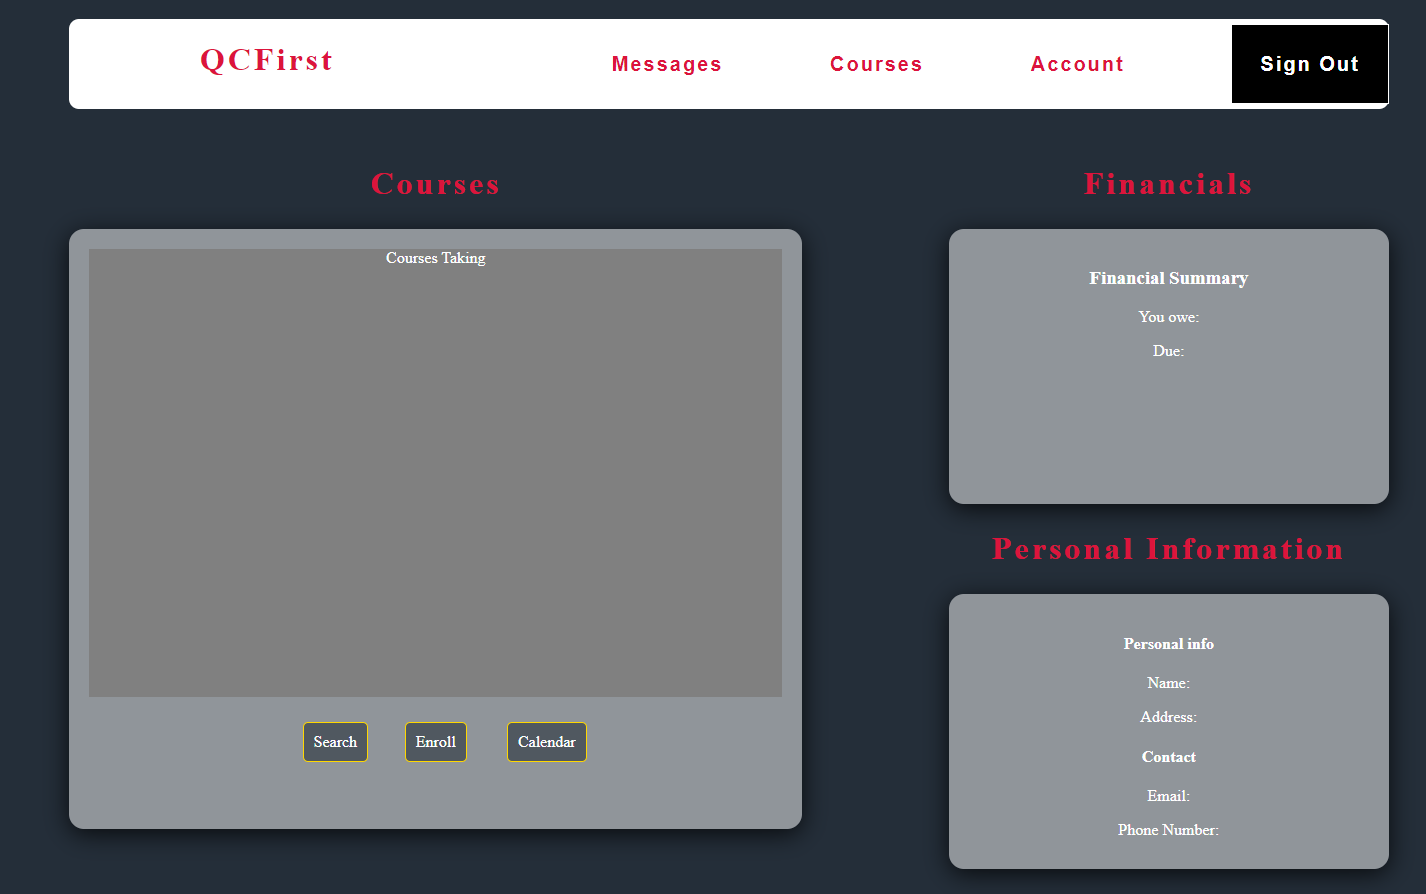 QCFirst
Messages
Courses
Account
Sign Out
Courses
Courses Taking
Search
Enroll
Calendar
Financials
Financial Summary
You owe:
Due:
Personal Information
Personal info
Name:
Address:
Contact
Email:
Phone Number: